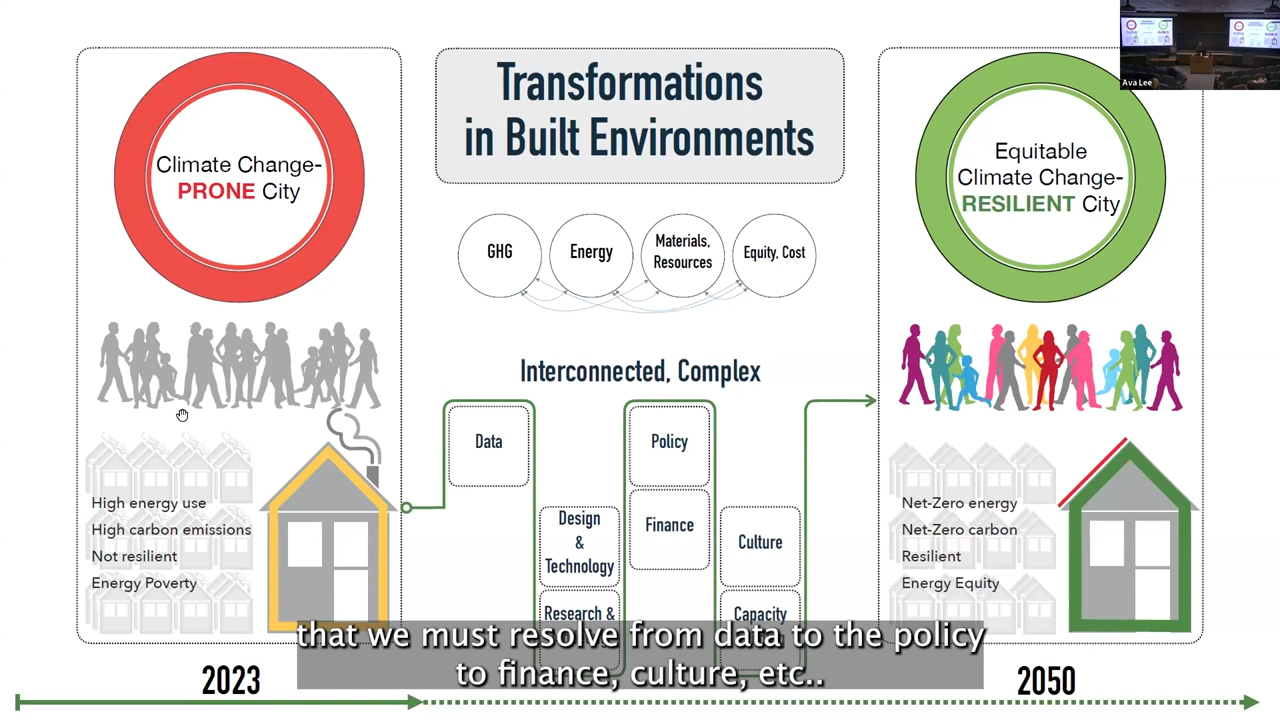 Ava Lee
Climate Change-
PRONE City
Transformations
in Built Environments
Equitable
Climate Change-
RESILIENT City
GHG
Energy
Materials,
Resources
Equity, Cost
Interconnected, Complex
Data
Design
&
Technology
Research &
Policy
Finance
Culture
Capacity
High energy use
High carbon emissions
Not resilient
Energy Poverty
Net-Zero energy
Net-Zero carbon
Resilient
Energy Equity
that we must resolve from data to the policy
to finance, culture, etc..
2023
2050